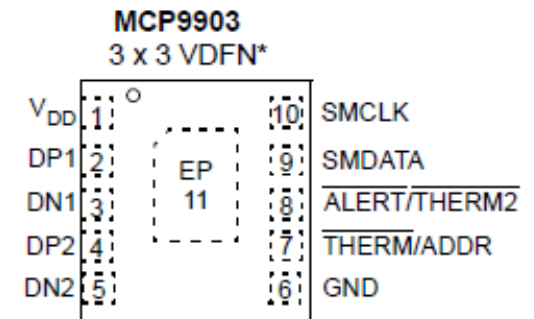 MCP9903
3 x 3 VDFN*
VDD 1 10 SMCLK
DP1 2 EP 9 SMDATA
DN1 3 11 8 ALERT/THERM2
DP2 4 7 THERM/ADDR
DN2 5 6 GND